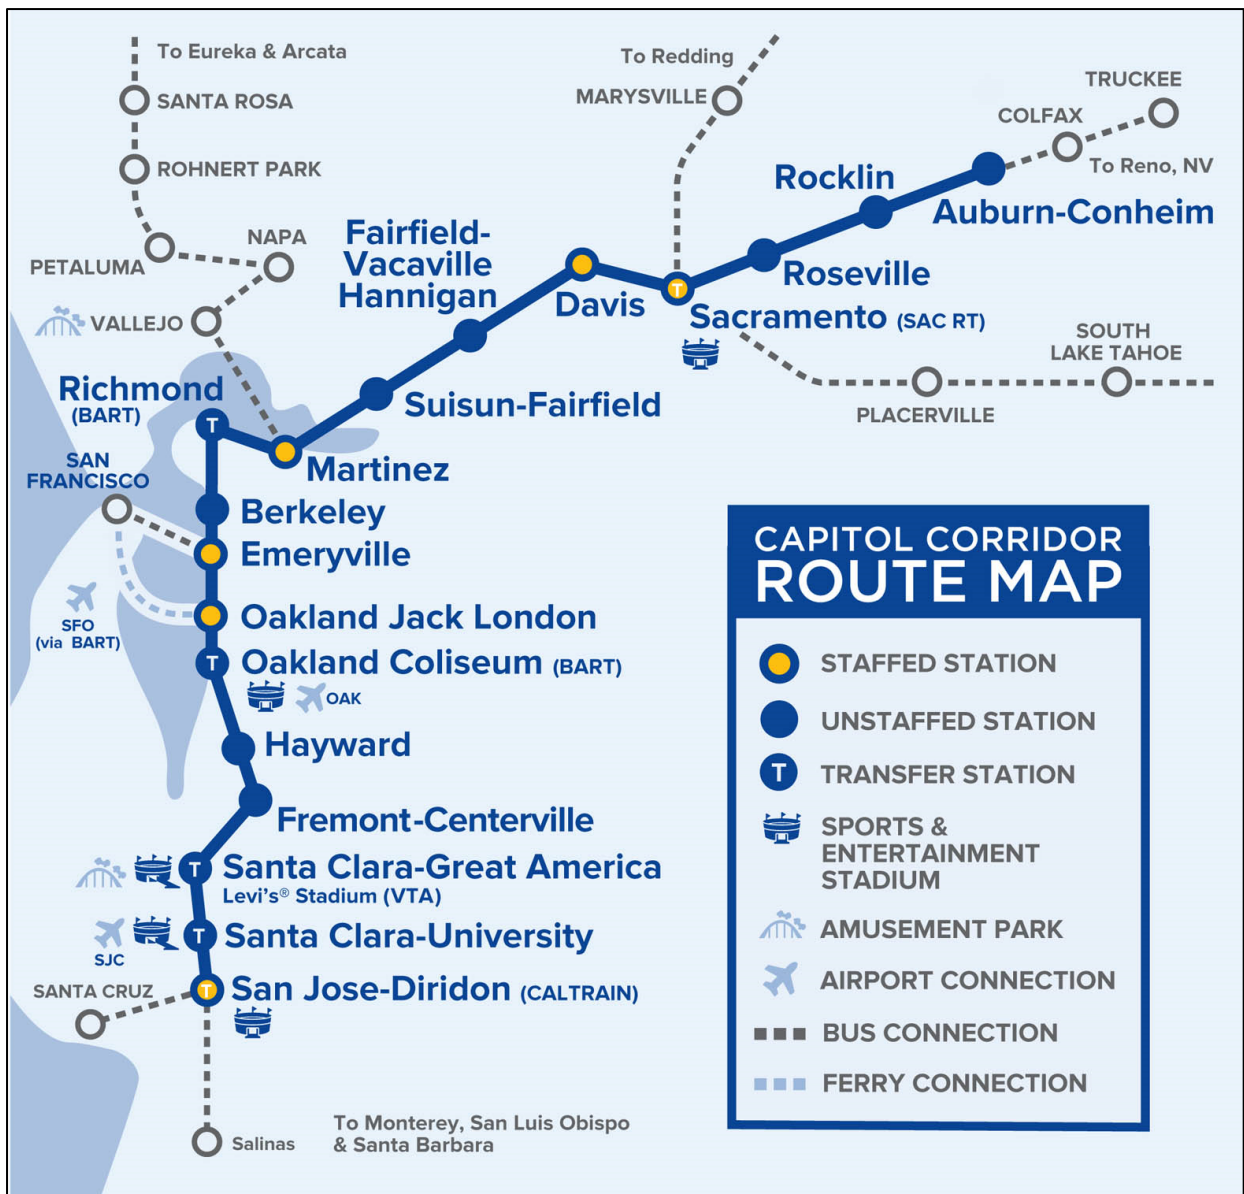 To Eureka & Arcata
SANTA ROSA
ROHNERT PARK
PETALUMA
NAPA
VALLEJO
To Redding
MARYSVILLE
TRUCKEE
COLFAX
To Reno, NV
Rocklin
Auburn-Conheim
Fairfield-
Vacaville
Hannigan
Davis
Roseville
Sacramento (SAC RT)
T
SOUTH
LAKE TAHOE
PLACERVILLE
Richmond
(BART)
T
Suisun-Fairfield
Martinez
SAN
FRANCISCO
Berkeley
Emeryville
SFO
(via BART)
Oakland Jack London
T
Oakland Coliseum (BART)
OAK
Hayward
Fremont-Centerville
T
Santa Clara-Great America
Levi's® Stadium (VTA)
T
Santa Clara-University
SJC
SANTA CRUZ
T
San Jose-Diridon (CALTRAIN)
Salinas
To Monterey, San Luis Obispo
& Santa Barbara
CAPITOL CORRIDOR
ROUTE MAP
STAFFED STATION
UNSTAFFED STATION
T
TRANSFER STATION
SPORTS &
ENTERTAINMENT
STADIUM
AMUSEMENT PARK
AIRPORT CONNECTION
BUS CONNECTION
FERRY CONNECTION